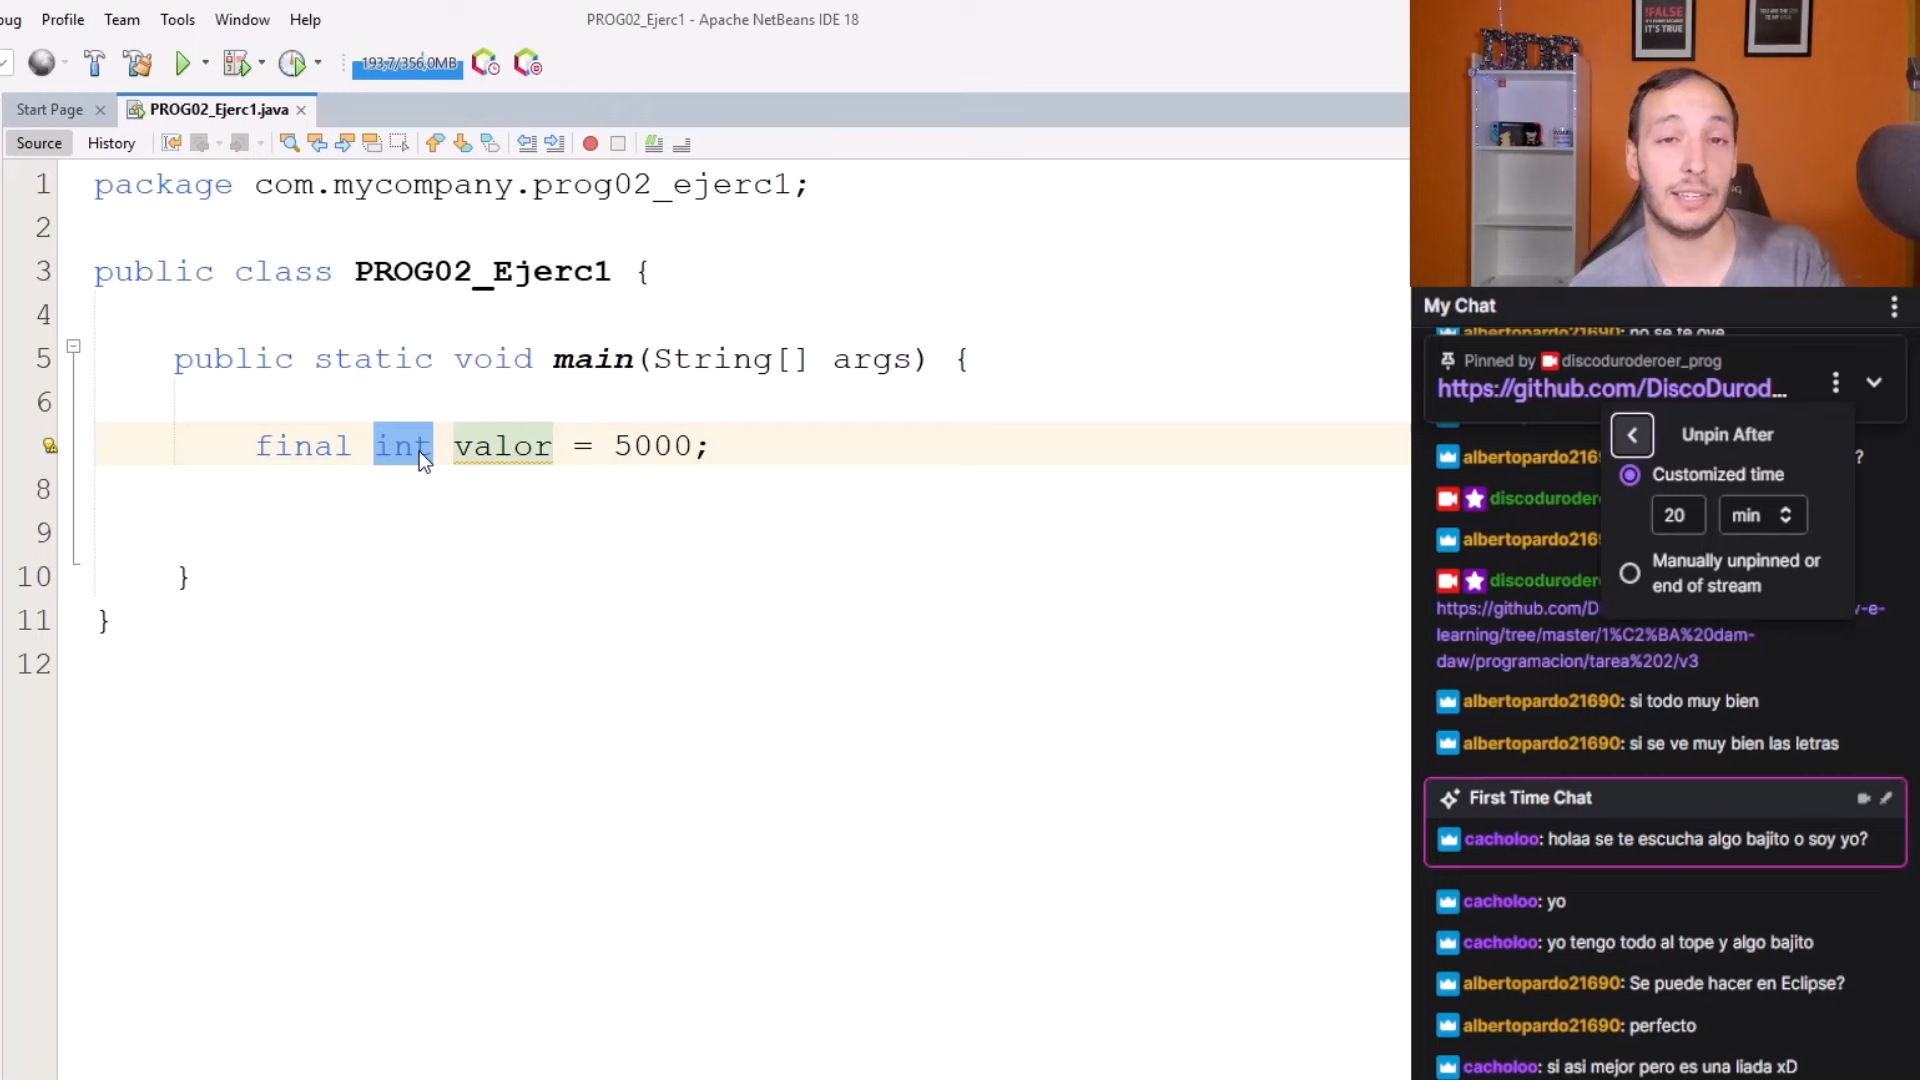 bug Profile Team Tools Window Help
PROG02_Ejerc1 - Apache NetBeans IDE 18
193,7/356,0MB
Start Page
PROG02_Ejerc1.java
Source History
1 package com.mycompany.prog02_ejerc1;
2
3 public class PROG02_Ejerc1 {
4
5 public static void main(String[] args) {
6
final int valor = 5000;
8
9
10 }
11 }
12
!FALSE
IT'S TRUE
My Chat
albertopardo21690: no se te oye
Pinned by discoduroderoer_prog
https://github.com/DiscoDurod...
Unpin After
Customized time
20 min
Manually unpinned or
end of stream
albertopardo216 ?
discoduroder
albertopardo216
discoduroder
https://github.com/D v-e-
learning/tree/master/1%C2%BA%20dam-
daw/programacion/tarea%202/v3
albertopardo21690: si todo muy bien
albertopardo21690: si se ve muy bien las letras
First Time Chat
cacholoo: holaa se te escucha algo bajito o soy yo?
cacholoo: yo
cacholoo: yo tengo todo al tope y algo bajito
albertopardo21690: Se puede hacer en Eclipse?
albertopardo21690: perfecto
cacholoo: si asi mejor pero es una liada xD